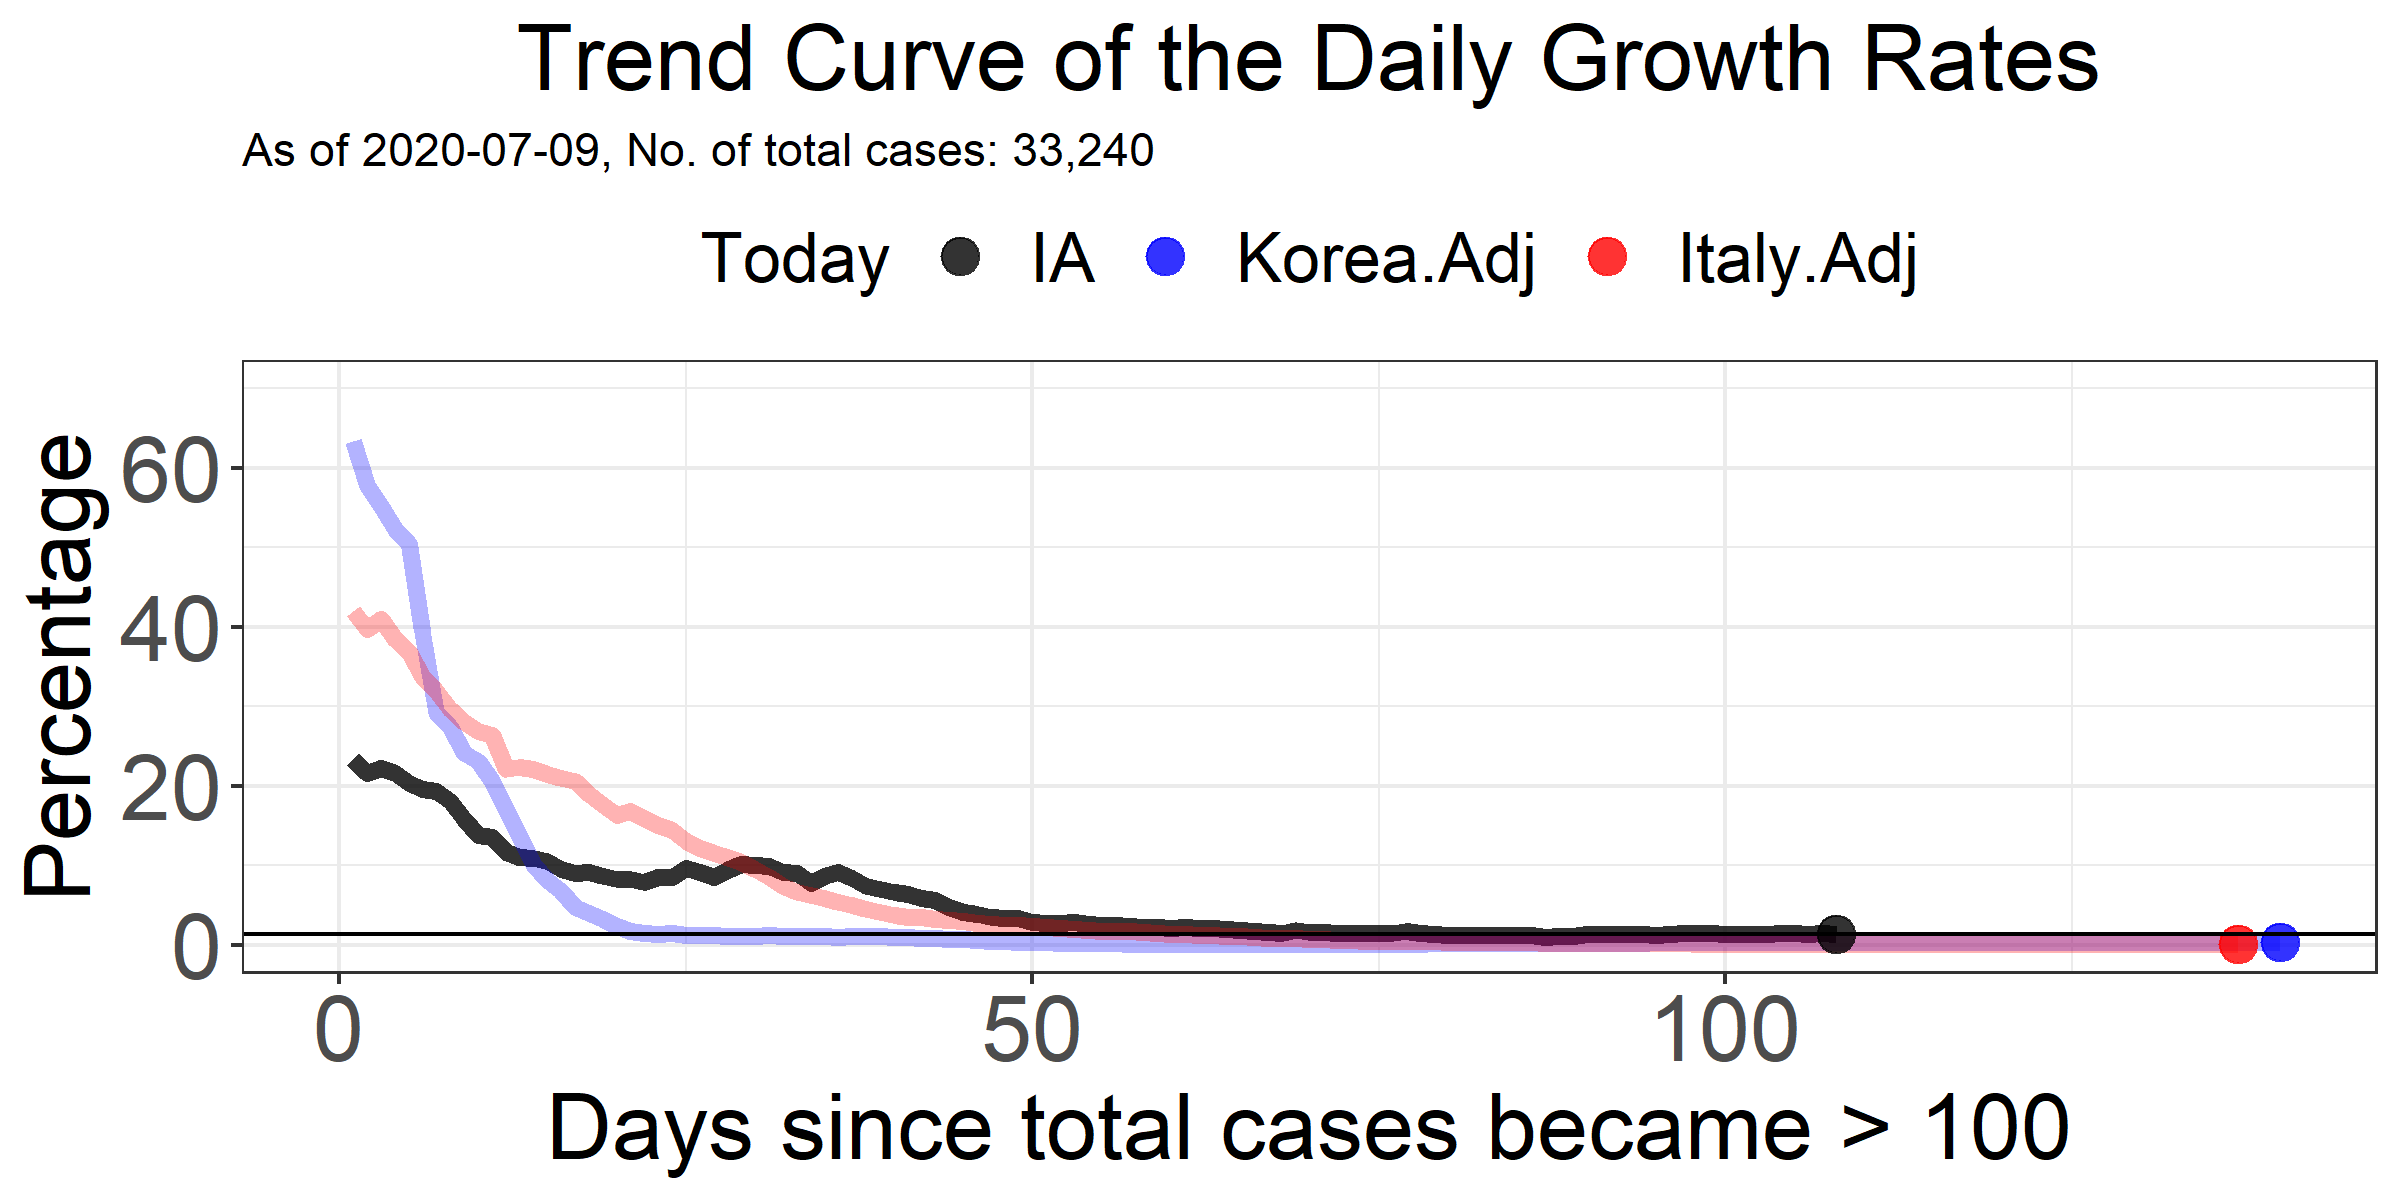 Trend Curve of the Daily Growth Rates
As of 2020-07-09, No. of total cases: 33,240
Today IA Korea.Adj Italy.Adj
Percentage
60
40
20
0
0 50 100
Days since total cases became > 100